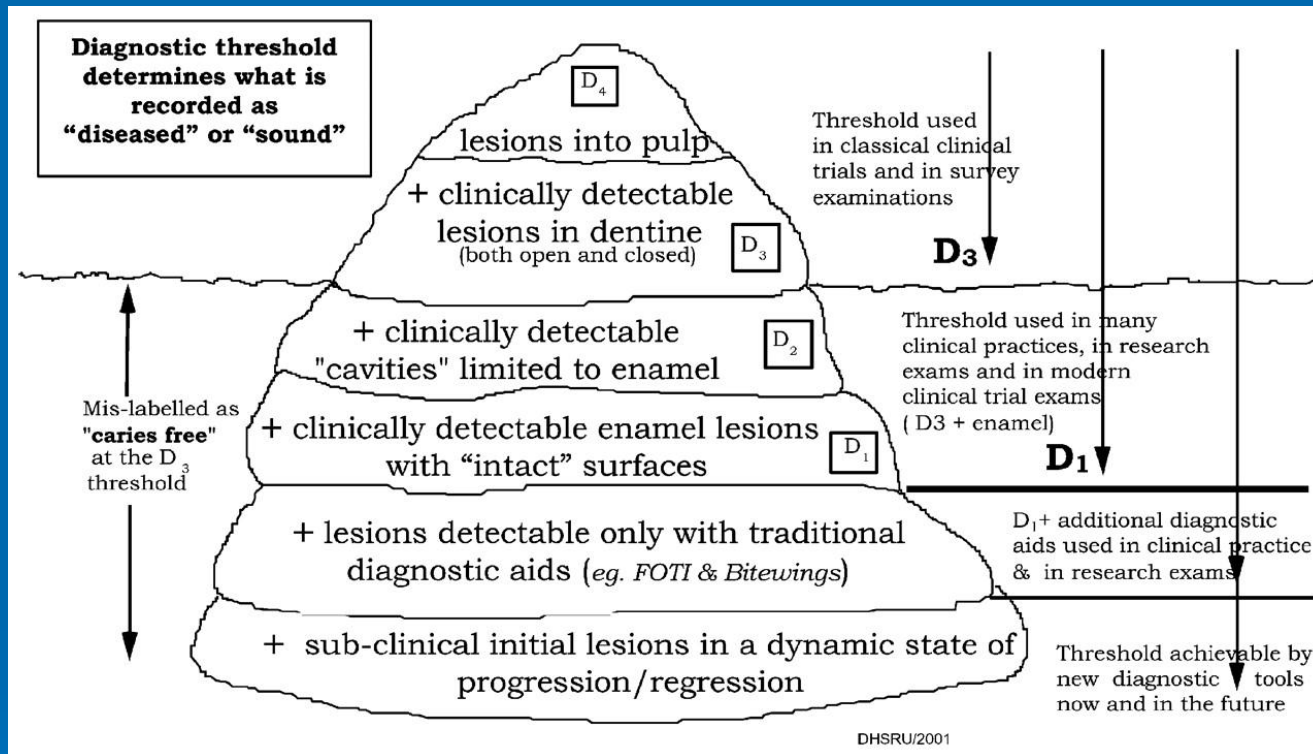 Diagnostic threshold
determines what is
recorded as
“diseased” or “sound”
D4
lesions into pulp
+ clinically detectable
lesions in dentine
(both open and closed)
D3
+ clinically detectable
"cavities" limited to enamel
D2
+ clinically detectable enamel lesions
with “intact” surfaces
D1
+ lesions detectable only with traditional
diagnostic aids (eg. FOTI & Bitewings)
+ sub-clinical initial lesions in a dynamic state of
progression/regression
Mis-labelled as
"caries free"
at the D3
threshold
Threshold used
in classical clinical
trials and in survey
examinations
D3
Threshold used in many
clinical practices, in research
exams and in modern
clinical trial exams
( D3 + enamel)
D1
D1+ additional diagnostic
aids used in clinical practice
& in research exams
Threshold achievable by
new diagnostic tools
now and in the future
DHSRU/2001